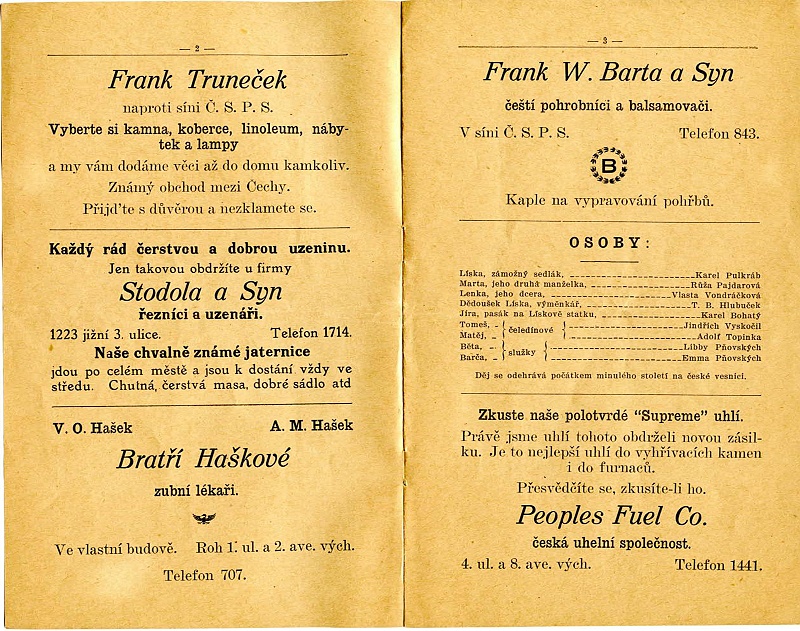 — 2 —
Frank Truneček
naproti síni Č. S. P. S.
Vyberte si kamna, koberce, linoleum, náby-
tek a lampy
a my vám dodáme věci až do domu kamkoliv.
Známý obchod mezi Čechy.
Přijd'te s důvěrou a nezklamete se.
Každý rád čerstvou a dobrou uzeninu.
Jen takovou obdržíte u firmy
Stodola a Syn
řezníci a uzenáři.
1223 jižní 3. ulice. Telefon 1714.
Naše chvalně známé jaternice
jdou po celém městě a jsou k dostání vždy ve
středu. Chutná, čerstvá masa, dobré sádlo atd
V. O. Hašek A. M. Hašek
Bratří Haškové
zubní lékaři.
Ve vlastní budově. Roh 1. ul. a 2. ave. vých.
Telefon 707.
— 3 —
Frank W. Barta a Syn
čeští pohrobníci a balsamovači.
V síni Č. S. P. S. Telefon 843.
B
Kaple na vypravování pohřbů.
OSOBY:
Líska, zámožný sedlák, Karel Pulkráb
Marta, jeho druhá manželka, Růža Pajdarová
Lenka, jeho dcera, Vlasta Vondráčková
Dědoušek Líska, výměnkář, T. B. Hlubuček
Jíra, pasák na Lískově statku, Karel Bohatý
Tomeš, Jindřich Vyskočil
čeledínové
Matěj, Adolf Topinka
Běta, Libby Pňovských
služky
Barča, Emma Pňovských
Děj se odehrává počátkem minulého století na české vesnici.
Zkuste naše polotvrdé "Supreme" uhlí.
Právě jsme uhlí tohoto obdrželi novou zásil-
ku. Je to nejlepší uhlí do vyhřívacích kamen
i do furnaců.
Přesvědčíte se, zkusíte-li ho.
Peoples Fuel Co.
česká uhelní společnost.
4. ul. a 8. ave. vých. Telefon 1441.